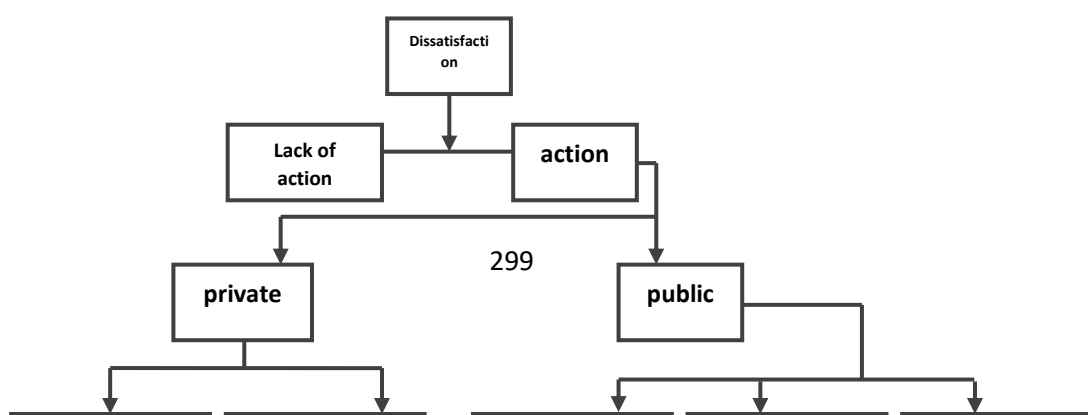 Dissatisfacti
on
Lack of
action
action
299
private
public